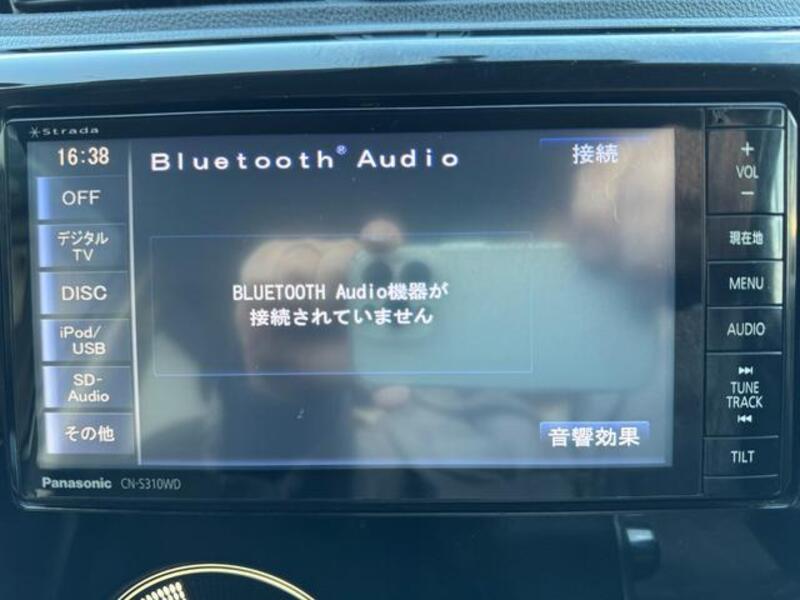 Strada
16:38
Bluetooth® Audio
接続
OFF
デジタル
TV
DISC
iPod/
USB
SD-
Audio
その他
BLUETOOTH Audio機器が
接続されていません
音響効果
Panasonic CN-S310WD
+
VOL
−
現在地
MENU
AUDIO
⏭
TUNE
TRACK
⏮
TILT